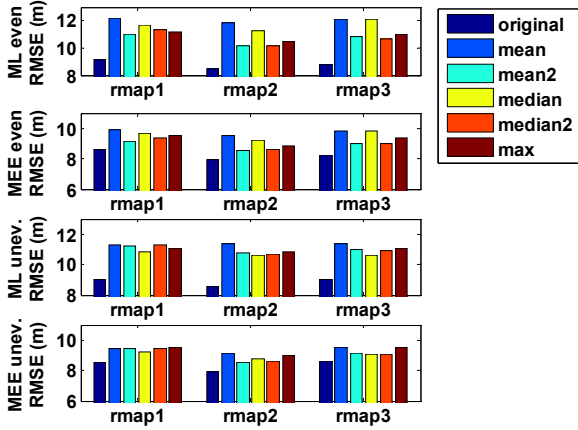 ML even
RMSE (m)
12
10
8
rmap1 rmap2 rmap3
MEE even
RMSE (m)
10
8
6
rmap1 rmap2 rmap3
ML unev.
RMSE (m)
12
10
8
rmap1 rmap2 rmap3
MEE unev.
RMSE (m)
10
8
6
rmap1 rmap2 rmap3
original
mean
mean2
median
median2
max